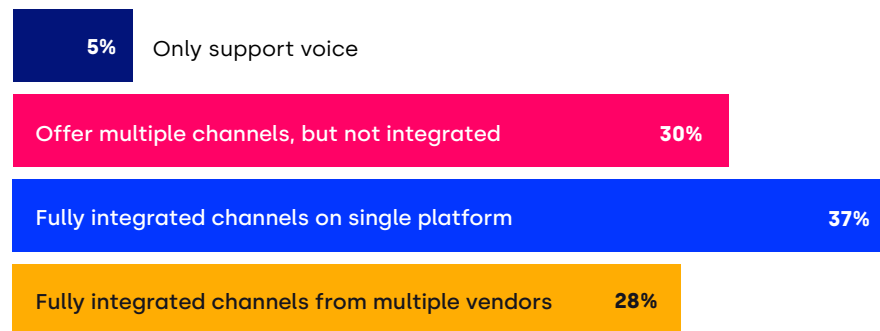 5% Only support voice
Offer multiple channels, but not integrated 30%
Fully integrated channels on single platform 37%
Fully integrated channels from multiple vendors 28%